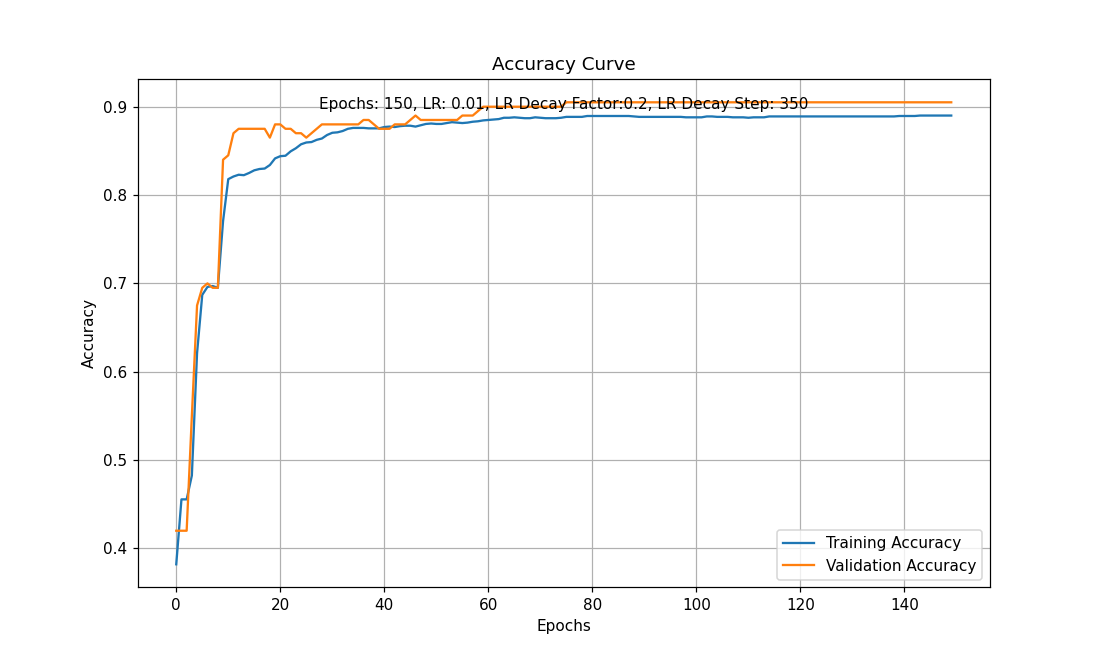 Accuracy Curve
Epochs: 150, LR: 0.01, LR Decay Factor:0.2, LR Decay Step: 350
0.9
0.8
0.7
0.6
0.5
0.4
Accuracy
Training Accuracy
Validation Accuracy
0 20 40 60 80 100 120 140
Epochs